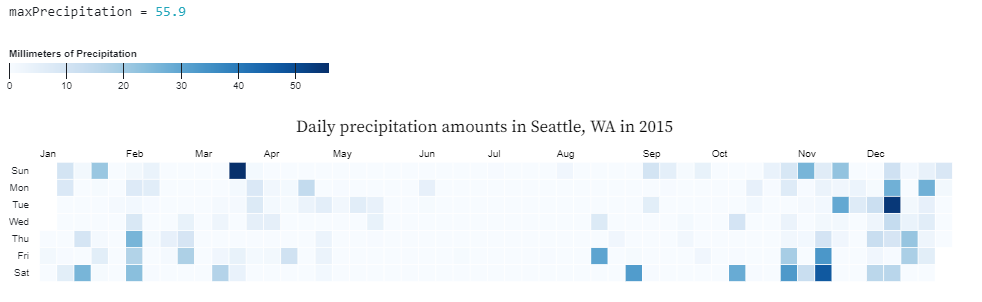 maxPrecipitation = 55.9
Millimeters of Precipitation
0 10 20 30 40 50
Daily precipitation amounts in Seattle, WA in 2015
Jan Feb Mar Apr May Jun Jul Aug Sep Oct Nov Dec
Sun
Mon
Tue
Wed
Thu
Fri
Sat